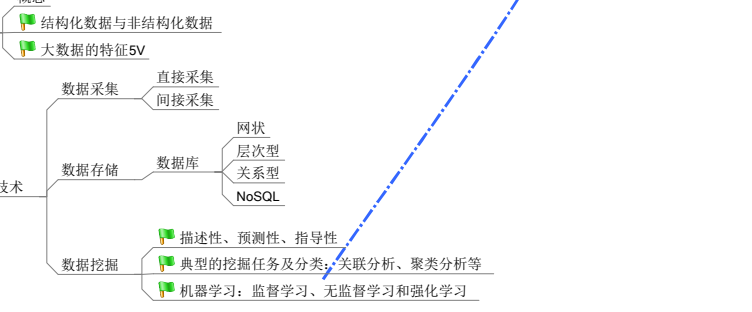 结构化数据与非结构化数据
大数据的特征5V
直接采集
数据采集
间接采集
网状
层次型
数据存储
数据库
关系型
NoSQL
技术
描述性、预测性、指导性
数据挖掘
典型的挖掘任务及分类：关联分析、聚类分析等
机器学习：监督学习、无监督学习和强化学习